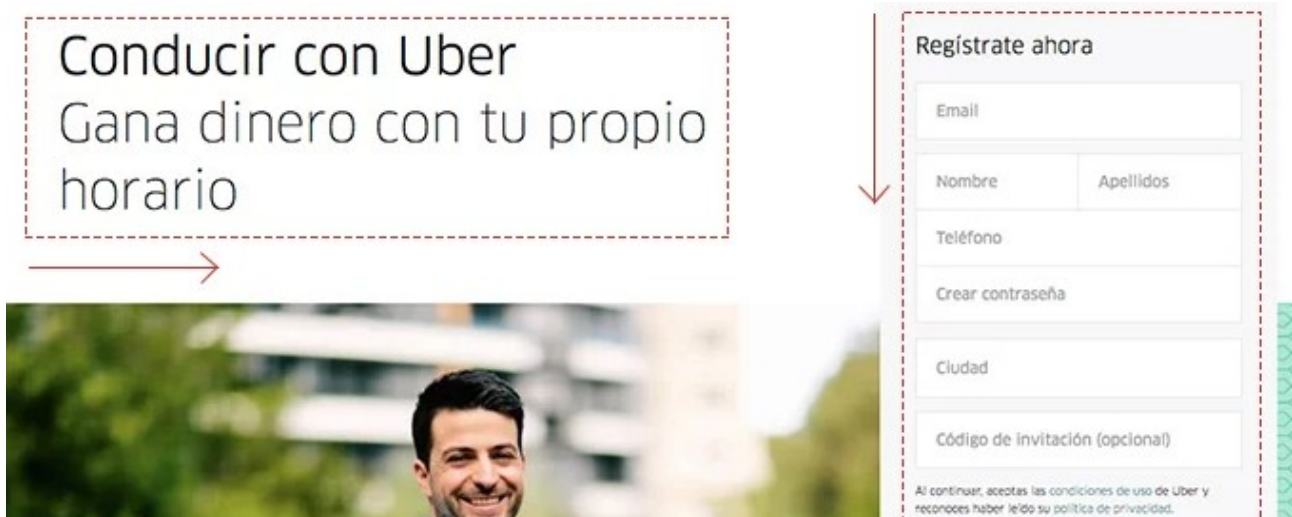 Conducir con Uber
Gana dinero con tu propio
horario
Regístrate ahora
Email
Nombre Apellidos
Teléfono
Crear contraseña
Ciudad
Código de invitación (opcional)
Al continuar, aceptas las condiciones de uso de Uber y
reconoces haber leído su política de privacidad.